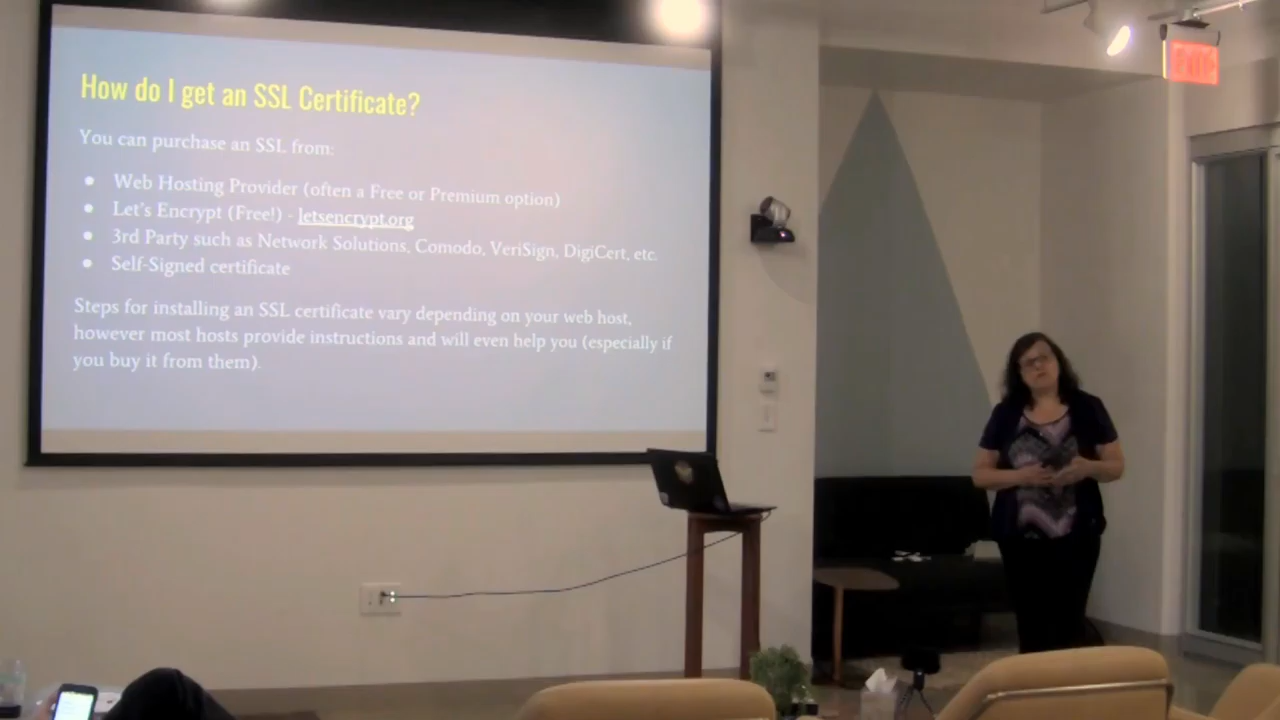 How do I get an SSL Certificate?
You can purchase an SSL from:
• Web Hosting Provider (often a Free or Premium option)
• Let's Encrypt (Free!) - letsencrypt.org
• 3rd Party such as Network Solutions, Comodo, VeriSign, DigiCert, etc.
• Self-Signed certificate
Steps for installing an SSL certificate vary depending on your web host,
however most hosts provide instructions and will even help you (especially if
you buy it from them).
EXIT